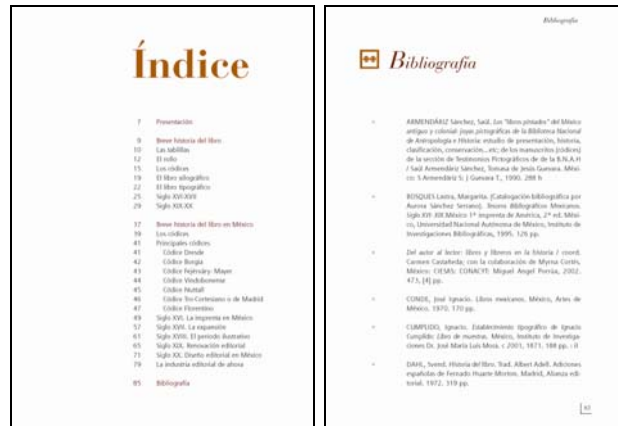 Índice
7 Presentación
9 Breve historia del libro
10 Las tablillas
12 El rollo
15 Los códices
19 El libro xilográfico
22 El libro tipográfico
25 Siglo XVI-XVII
29 Siglo XIX-XX
37 Breve historia del libro en México
39 Los códices
41 Principales códices
41 Códice Dresde
42 Códice Borgia
43 Códice Fejérváry- Mayer
44 Códice Vindobonense
45 Códice Nuttall
46 Códice Tro-Cortesiano o de Madrid
47 Códice Florentino
49 Siglo XVI. La imprenta en México
57 Siglo XVII. La expansión
61 Siglo XVIII. El periodo ilustrativo
65 Siglo XIX. Renovación editorial
71 Siglo XX. Diseño editorial en México
79 La industria editorial de ahora
85 Bibliografía
Bibliografía
Bibliografía
ARMENDÁRIZ Sánchez, Saúl. Los "libros pintados" del México
antiguo y colonial: joyas pictográficas de la Biblioteca Nacional
de Antropología e Historia: estudio de presentación, historia,
clasificación, conservación... etc; de los manuscritos (códices)
de la sección de Testimonios Pictográficos de de la B.N.A.H
/ Saúl Armendáriz Sánchez, Tomasa de Jesús Guevara. Méxi-
co: S Armendáriz S: J Guevara T., 1990. 288 h
BOSQUES Lastra, Margarita. [Catalogación bibliográfica por
Aurora Sánchez Serrano]. Tesoros Bibliográficos Mexicanos.
Siglo XVI- XIX México 1ª imprenta de América, 2ª ed. Méxi-
co, Universidad Nacional Autónoma de México, Instituto de
Investigaciones Bibliográficas, 1995. 126 pp.
Del autor al lector: libros y libreros en la historia / coord.
Carmen Castañeda; con la colaboración de Myrna Cortés,
México: CIESAS: CONACYT: Miguel Angel Porrúa, 2002.
473, [4] pp.
CONDE, José Ignacio. Libros mexicanos. México, Artes de
México, 1970. 170 pp.
CUMPLIDO, Ignacio. Establecimiento tipográfico de Ignacio
Cumplido: Libro de muestras. México, Instituto de Investiga-
ciones Dr. José María Luis Mora, c 2001, 1871. 188 pp. : il
DAHL, Svend. Historia del libro. Trad. Albert Adell. Adiciones
españolas de Fernado Huarte Morton. Madrid, Alianza edi-
torial. 1972. 319 pp.